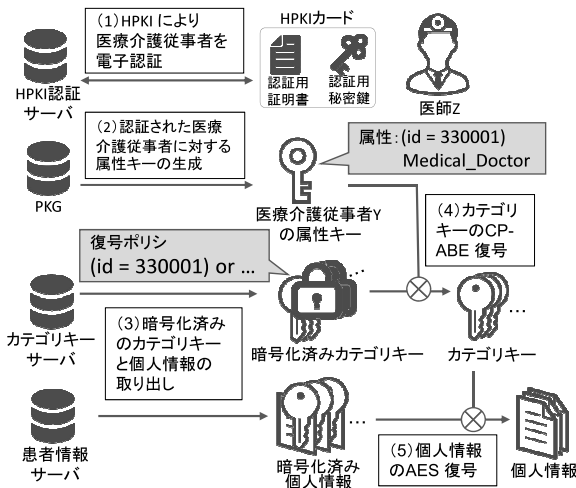 (1)HPKI により
医療介護従事者を
電子認証
HPKIカード
認証用
証明書
認証用
秘密鍵
HPKI認証
サーバ
医師Z
(2)認証された医療
介護従事者に対する
属性キーの生成
属性:(id = 330001)
Medical_Doctor
PKG
医療介護従事者Y
の属性キー
(4)カテゴリ
キーのCP-
ABE 復号
復号ポリシ
(id = 330001) or ...
...
...
カテゴリキー
サーバ
(3)暗号化済み
のカテゴリキー
と個人情報の
取り出し
暗号化済みカテゴリキー
カテゴリキー
...
患者情報
サーバ
暗号化済み
個人情報
(5)個人情報
のAES 復号
個人情報